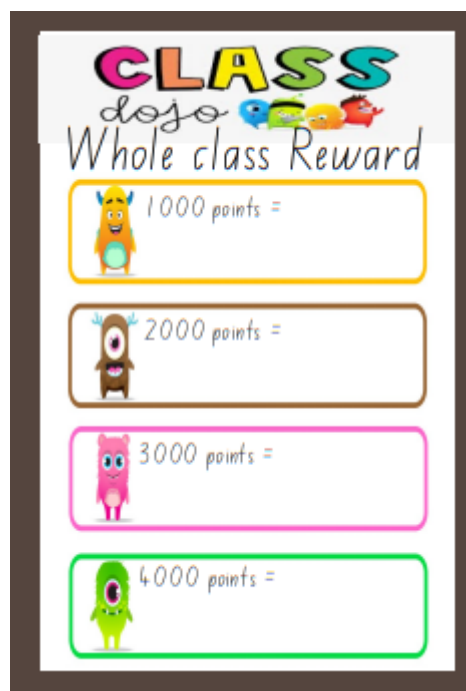 CLASS
dojo
Whole class Reward
1000 points =
2000 points =
3000 points =
4000 points =